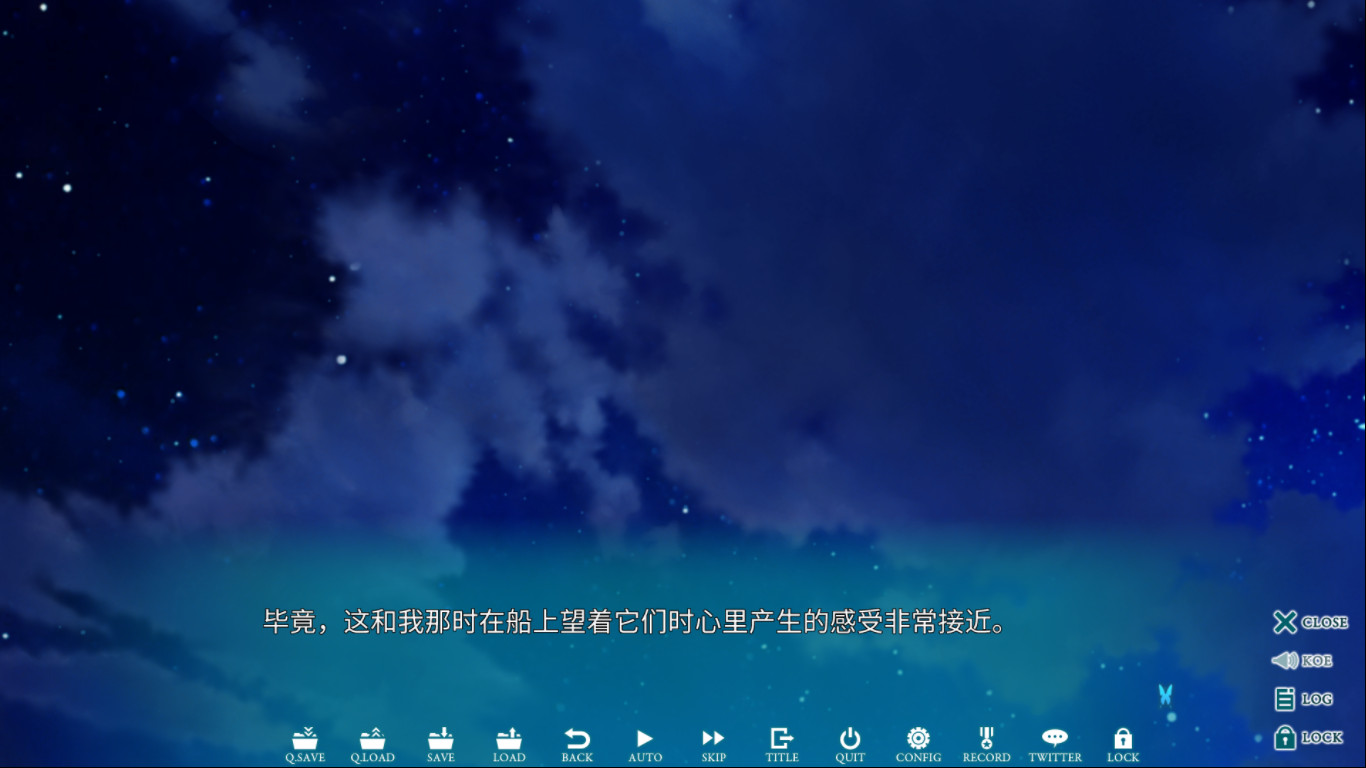 毕竟，这和我那时在船上望着它们时心里产生的感受非常接近。
CLOSE
KOE
LOG
LOCK
Q.SAVE Q.LOAD SAVE LOAD BACK AUTO SKIP TITLE QUIT CONFIG RECORD TWITTER LOCK